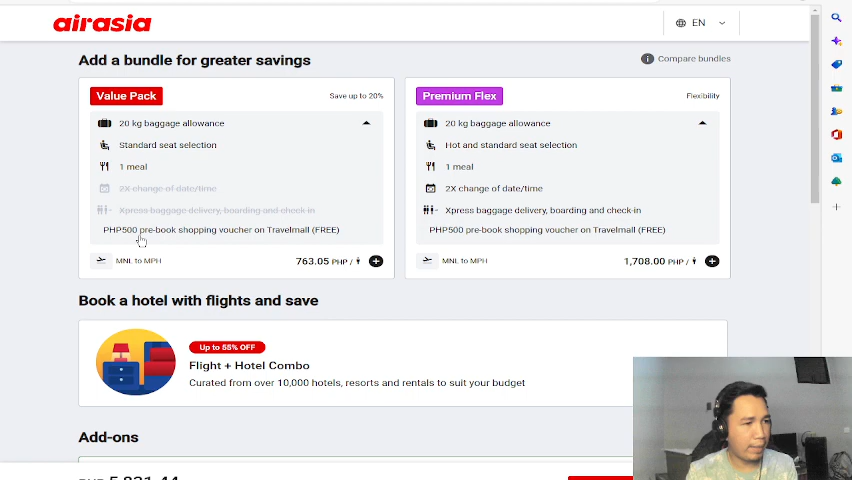 airasia
EN
Add a bundle for greater savings
Compare bundles
Value Pack
Save up to 20%
20 kg baggage allowance
Standard seat selection
1 meal
2X change of date/time
Xpress baggage delivery, boarding and check-in
PHP500 pre-book shopping voucher on Travelmall (FREE)
MNL to MPH
763.05 PHP /
Premium Flex
Flexibility
20 kg baggage allowance
Hot and standard seat selection
1 meal
2X change of date/time
Xpress baggage delivery, boarding and check-in
PHP500 pre-book shopping voucher on Travelmall (FREE)
MNL to MPH
1,708.00 PHP /
Book a hotel with flights and save
Up to 55% OFF
Flight + Hotel Combo
Curated from over 10,000 hotels, resorts and rentals to suit your budget
Add-ons